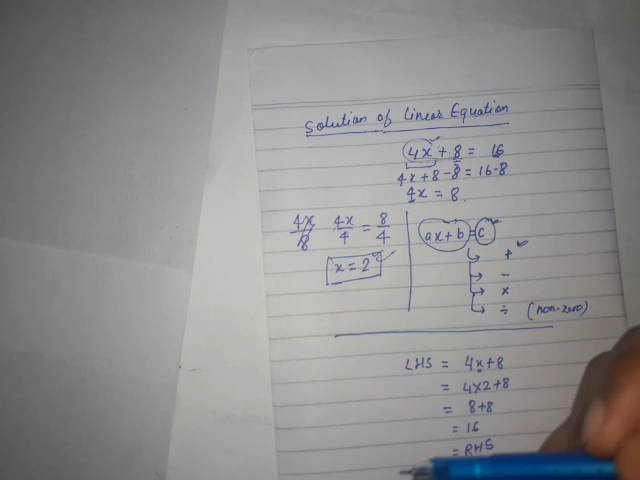 Solution of Linear Equation
4x + 8 = 16
4x + 8 - 8 = 16 - 8
4x = 8
4x/8 4x/4 = 8/4
x = 2
ax + b = c
+
-
×
÷ (non-zero)
LHS = 4x + 8
= 4×2 + 8
= 8 + 8
= 16
= RHS